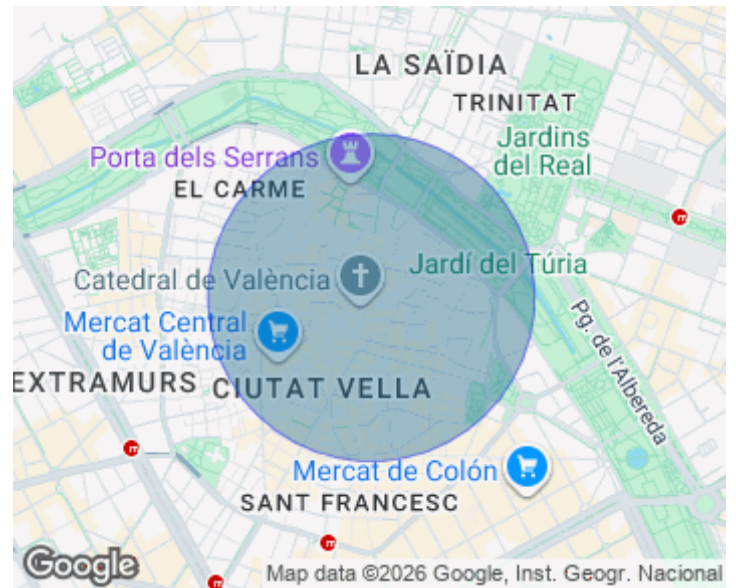 LA SAÏDIA
TRINITAT
Jardins
del Real
Porta dels Serrans
EL CARME
Jardí del Túria
Catedral de València
Mercat Central
de València
Pg. de l'Albereda
EXTRAMURS
CIUTAT VELLA
Mercat de Colón
SANT FRANCESC
Google
Map data ©2026 Google, Inst. Geogr. Nacional